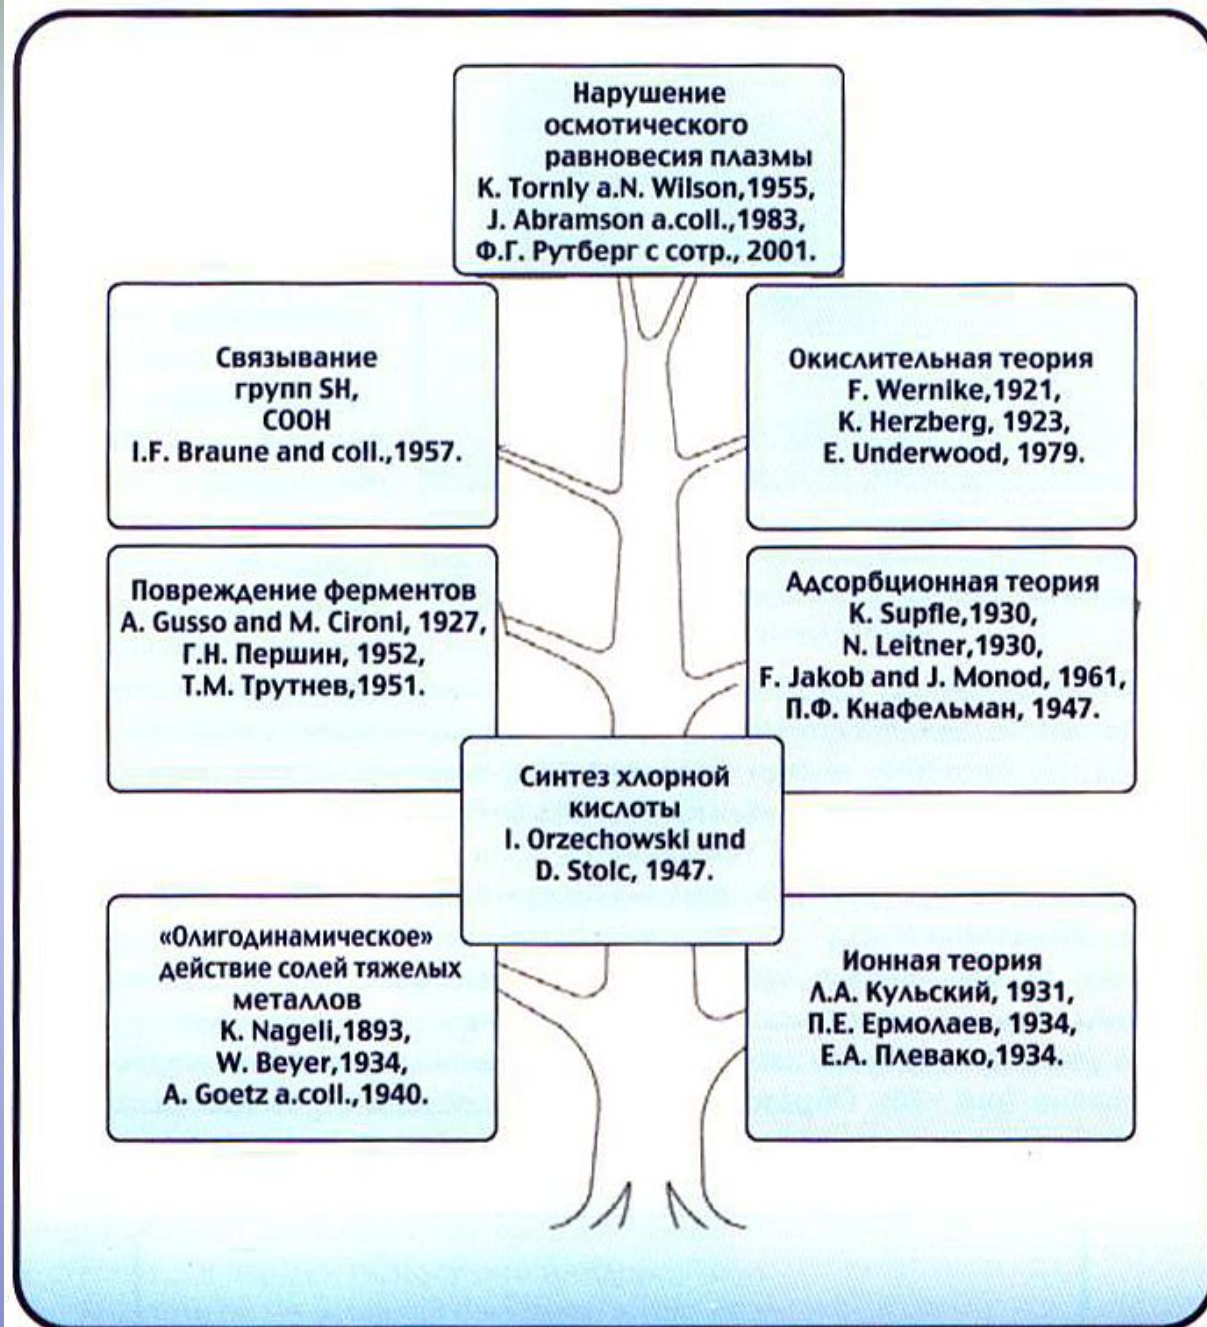 Нарушение
осмотического
равновесия плазмы
K. Tornly a.N. Wilson,1955,
J. Abramson a.coll.,1983,
Ф.Г. Рутберг с сотр., 2001.
Связывание
групп SH,
COOH
I.F. Braune and coll.,1957.
Окислительная теория
F. Wernike,1921,
K. Herzberg, 1923,
E. Underwood, 1979.
Повреждение ферментов
A. Gusso and M. Cironi, 1927,
Г.Н. Першин, 1952,
Т.М. Трутнев,1951.
Адсорбционная теория
K. Supfle,1930,
N. Leitner,1930,
F. Jakob and J. Monod, 1961,
П.Ф. Кнафельман, 1947.
Синтез хлорной
кислоты
I. Orzechowski und
D. Stolc, 1947.
«Олигодинамическое»
действие солей тяжелых
металлов
K. Nageli,1893,
W. Beyer,1934,
A. Goetz a.coll.,1940.
Ионная теория
Л.А. Кульский, 1931,
П.Е. Ермолаев, 1934,
Е.А. Плевако,1934.